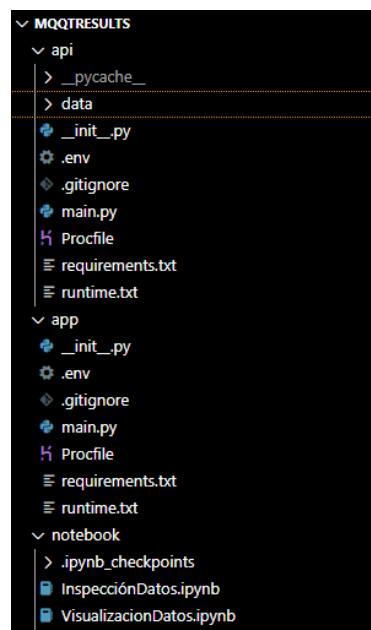 MQQTRESULTS
api
__pycache__
data
__init__.py
.env
.gitignore
main.py
Procfile
requirements.txt
runtime.txt
app
__init__.py
.env
.gitignore
main.py
Procfile
requirements.txt
runtime.txt
notebook
.ipynb_checkpoints
InspecciónDatos.ipynb
VisualizacionDatos.ipynb